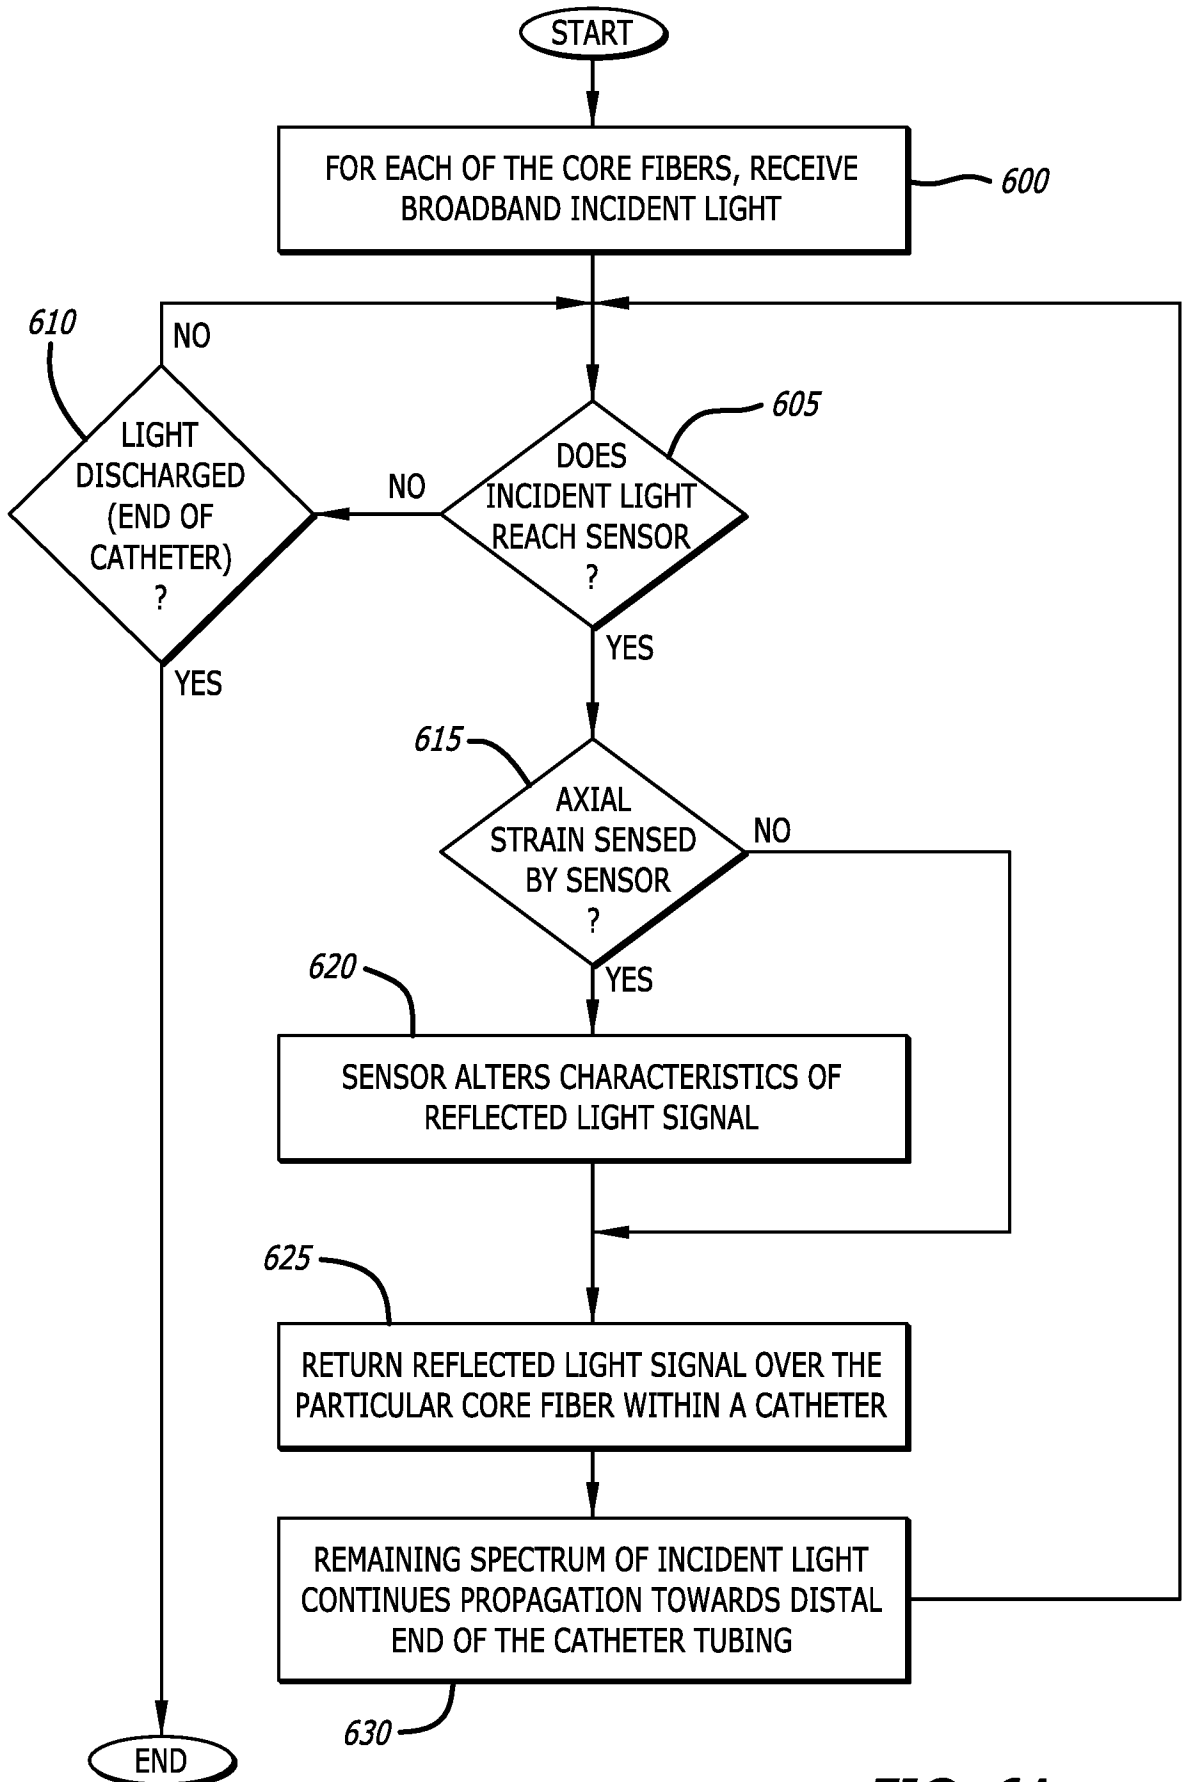 START
FOR EACH OF THE CORE FIBERS, RECEIVE
BROADBAND INCIDENT LIGHT
600
610
NO
605
LIGHT
DISCHARGED
(END OF
CATHETER)
?
NO
DOES
INCIDENT LIGHT
REACH SENSOR
?
YES
YES
615
AXIAL
STRAIN SENSED
BY SENSOR
?
NO
YES
620
SENSOR ALTERS CHARACTERISTICS OF
REFLECTED LIGHT SIGNAL
625
RETURN REFLECTED LIGHT SIGNAL OVER THE
PARTICULAR CORE FIBER WITHIN A CATHETER
REMAINING SPECTRUM OF INCIDENT LIGHT
CONTINUES PROPAGATION TOWARDS DISTAL
END OF THE CATHETER TUBING
630
END